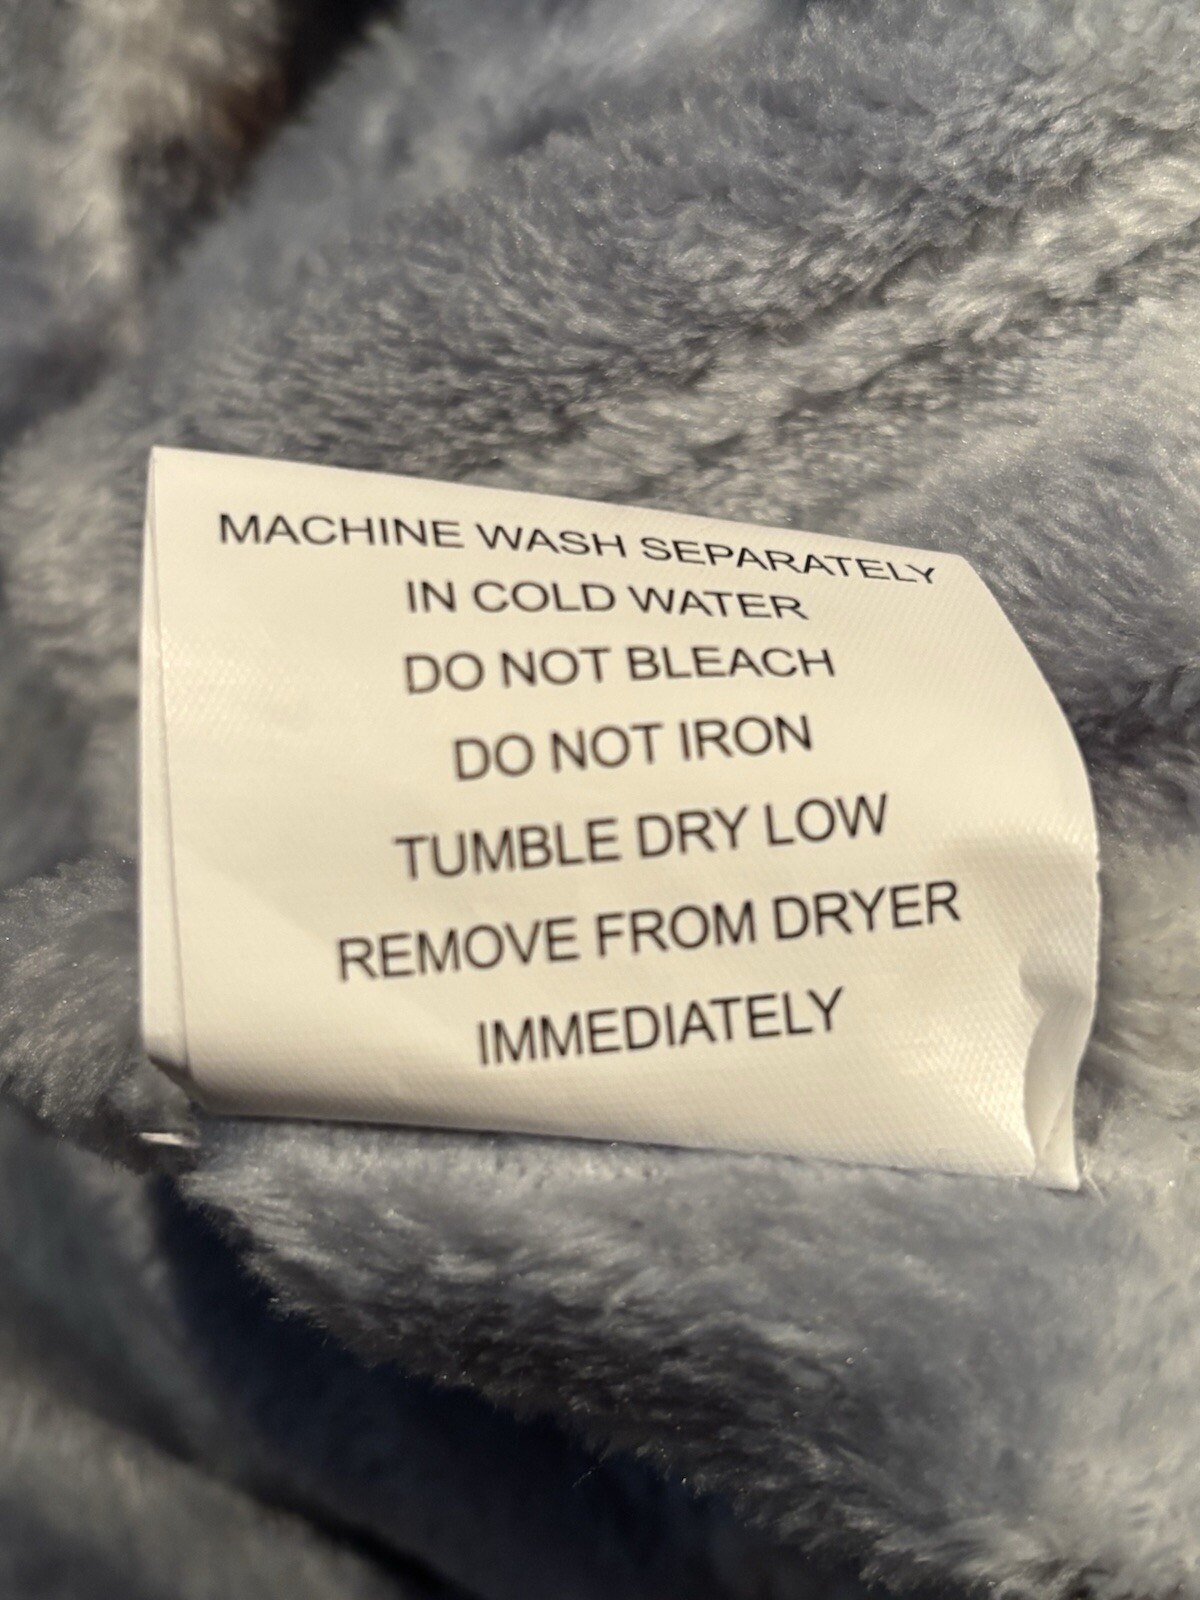 MACHINE WASH SEPARATELY
IN COLD WATER
DO NOT BLEACH
DO NOT IRON
TUMBLE DRY LOW
REMOVE FROM DRYER
IMMEDIATELY